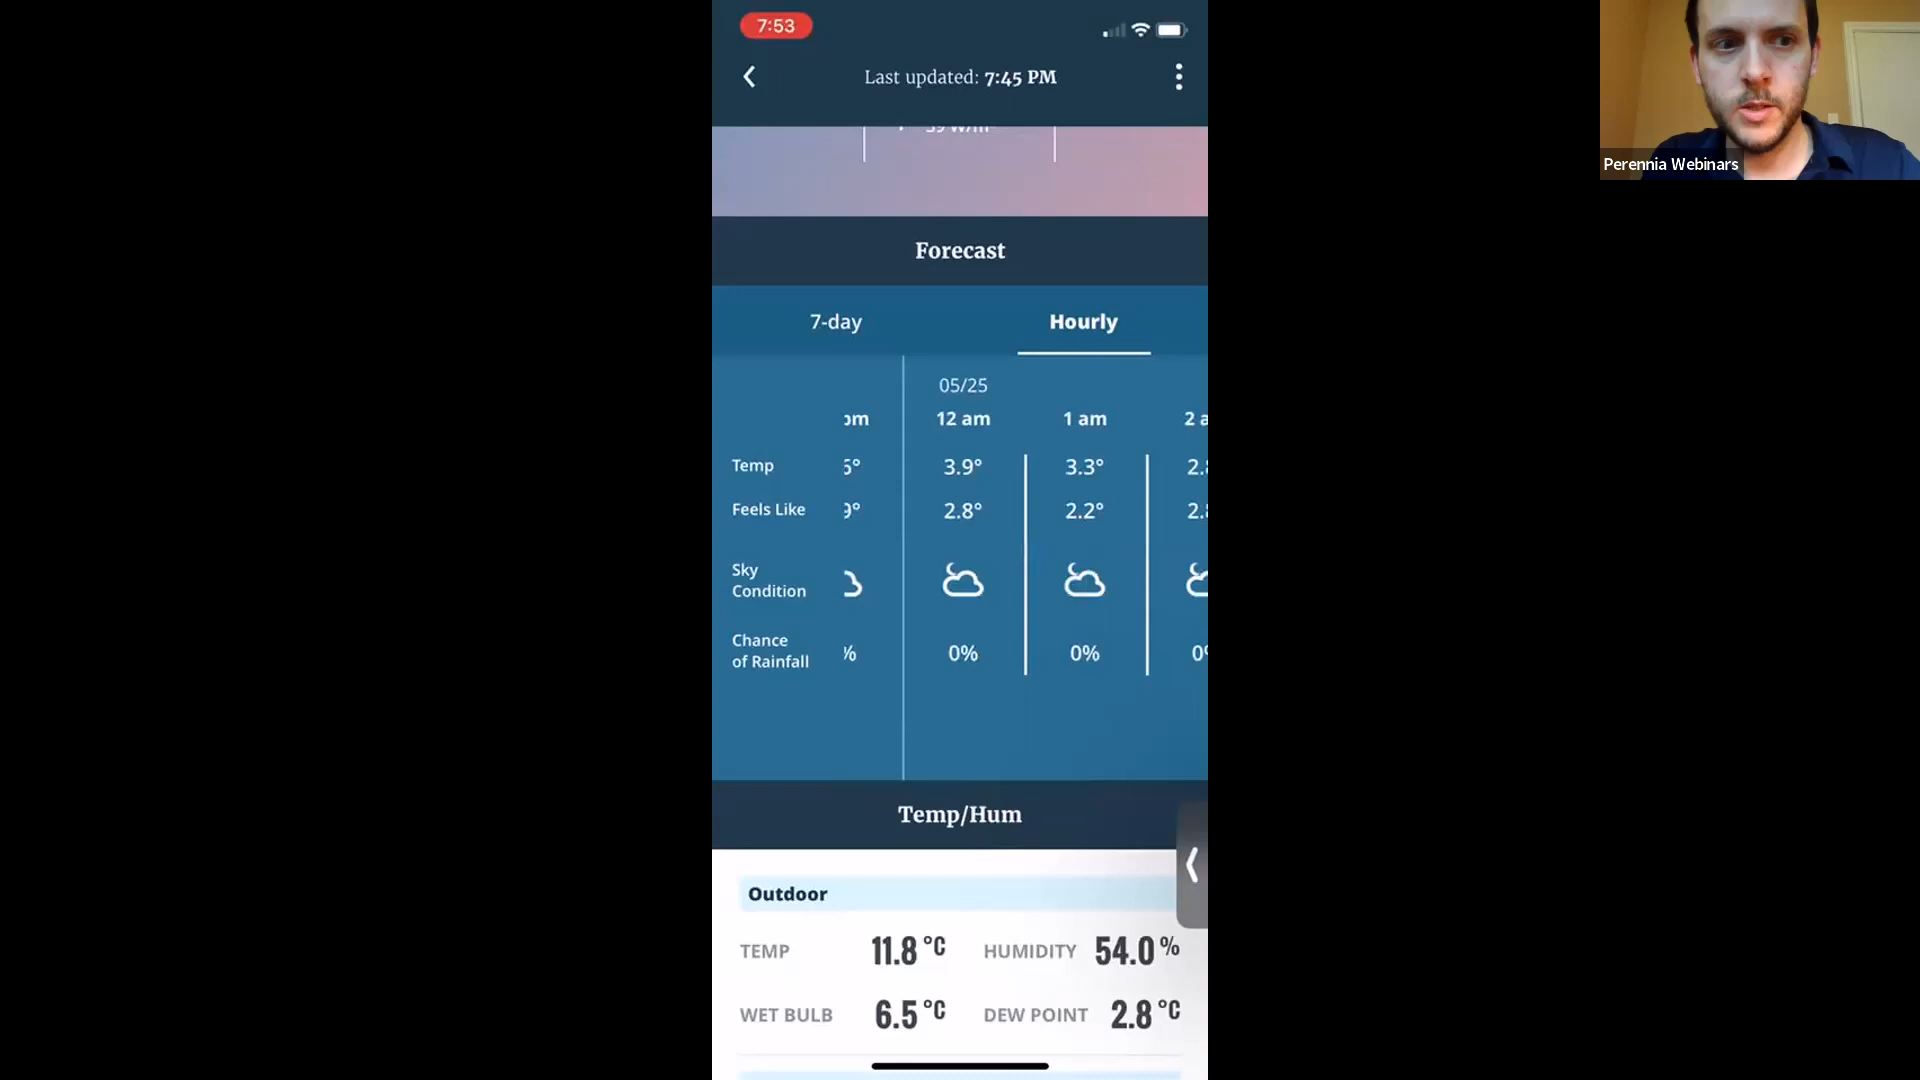 7:53
Last updated: 7:45 PM
Perennia Webinars
Forecast
7-day Hourly
05/25
12 am 1 am 2
Temp 3.9° 3.3°
Feels Like 2.8° 2.2°
Sky
Condition
Chance
of Rainfall % 0% 0%
Temp/Hum
Outdoor
TEMP 11.8 °C HUMIDITY 54.0 %
WET BULB 6.5 °C DEW POINT 2.8 °C